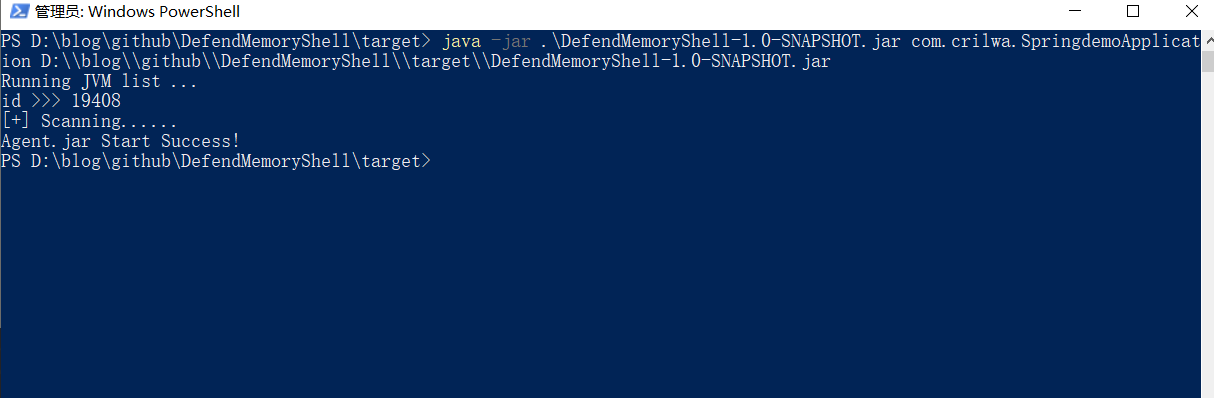 管理员: Windows PowerShell
PS D:\blog\github\DefendMemoryShell\target> java -jar .\DefendMemoryShell-1.0-SNAPSHOT.jar com.crilwa.SpringdemoApplicat
ion D:\\blog\\github\\DefendMemoryShell\\target\\DefendMemoryShell-1.0-SNAPSHOT.jar
Running JVM list ...
id >>> 19408
[+] Scanning......
Agent.jar Start Success!
PS D:\blog\github\DefendMemoryShell\target>